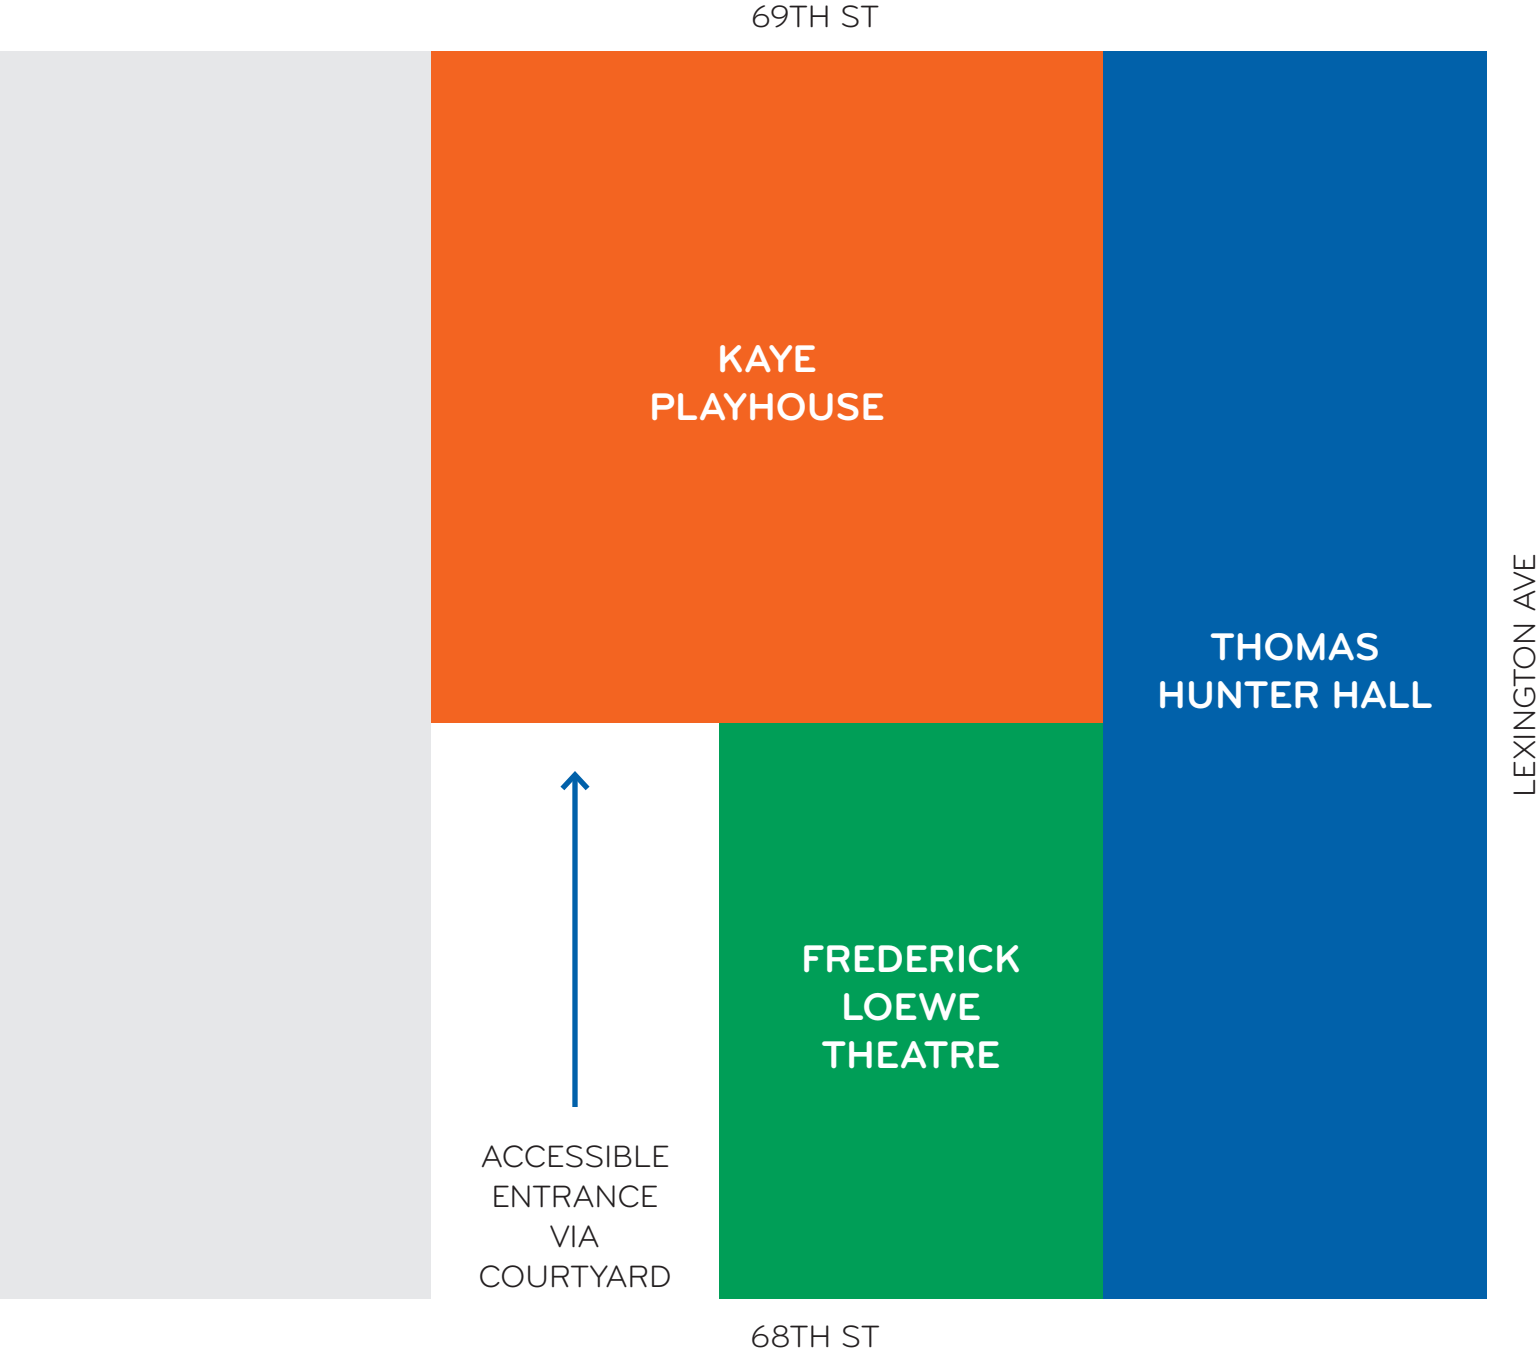 69TH ST
KAYE
PLAYHOUSE
THOMAS
HUNTER HALL
LEXINGTON AVE
FREDERICK
LOEWE
THEATRE
ACCESSIBLE
ENTRANCE
VIA
COURTYARD
68TH ST